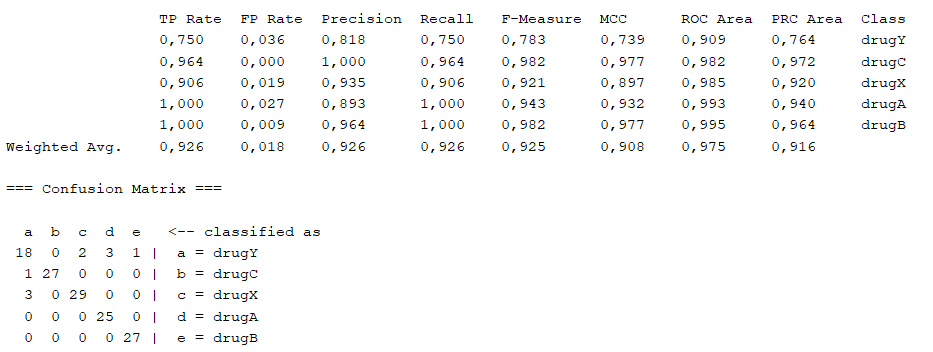 TP Rate  FP Rate  Precision  Recall   F-Measure  MCC      ROC Area  PRC Area  Class
0,750    0,036    0,818      0,750    0,783      0,739    0,909     0,764     drugY
0,964    0,000    1,000      0,964    0,982      0,977    0,982     0,972     drugC
0,906    0,019    0,935      0,906    0,921      0,897    0,985     0,920     drugX
1,000    0,027    0,893      1,000    0,943      0,932    0,993     0,940     drugA
1,000    0,009    0,964      1,000    0,982      0,977    0,995     0,964     drugB
Weighted Avg.    0,926    0,018    0,926      0,926    0,925      0,908    0,975     0,916
=== Confusion Matrix ===
a  b  c  d  e   <-- classified as
18  0  2  3  1 |  a = drugY
1 27  0  0  0 |  b = drugC
3  0 29  0  0 |  c = drugX
0  0  0 25  0 |  d = drugA
0  0  0  0 27 |  e = drugB